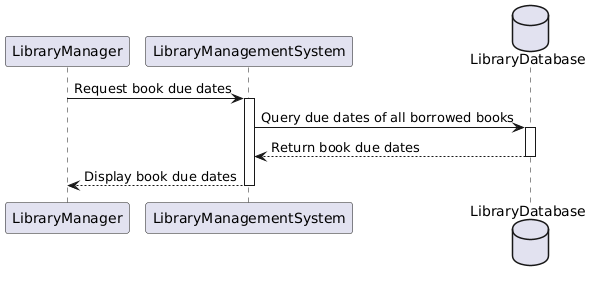 LibraryManager
LibraryManagementSystem
LibraryDatabase
Request book due dates
Query due dates of all borrowed books
Return book due dates
Display book due dates
LibraryManager
LibraryManagementSystem
LibraryDatabase